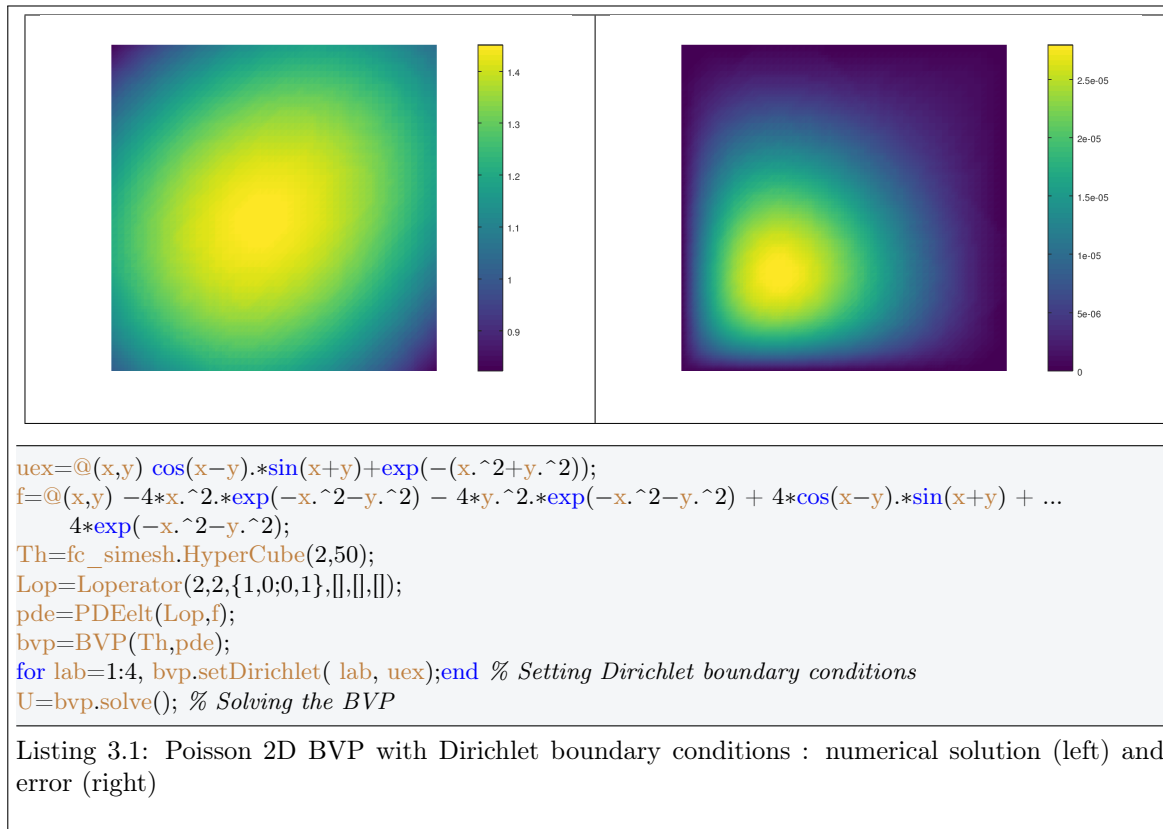 1.4
1.3
1.2
1.1
1
0.9
2.5e-05
2e-05
1.5e-05
1e-05
5e-06
0
uex=@(x,y) cos(x−y).∗sin(x+y)+exp(−(x.^2+y.^2));
f=@(x,y) −4∗x.^2.∗exp(−x.^2−y.^2) − 4∗y.^2.∗exp(−x.^2−y.^2) + 4∗cos(x−y).∗sin(x+y) + ...
4∗exp(−x.^2−y.^2);
Th=fc_simesh.HyperCube(2,50);
Lop=Loperator(2,2,{1,0;0,1},[],[],[]);
pde=PDEelt(Lop,f);
bvp=BVP(Th,pde);
for lab=1:4, bvp.setDirichlet( lab, uex);end % Setting Dirichlet boundary conditions
U=bvp.solve(); % Solving the BVP
Listing 3.1: Poisson 2D BVP with Dirichlet boundary conditions : numerical solution (left) and
error (right)